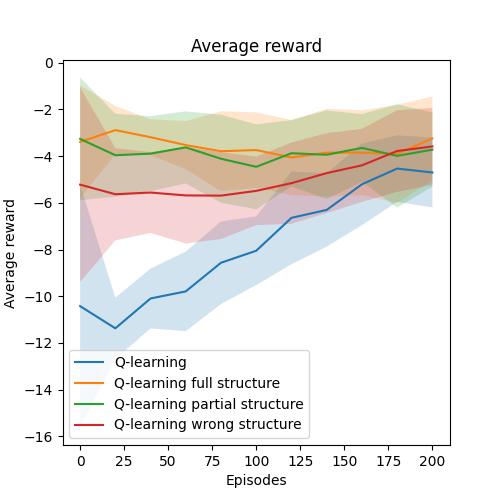 Average reward
0
−2
−4
−6
−8
−10
−12
−14
−16
Average reward
Q-learning
Q-learning full structure
Q-learning partial structure
Q-learning wrong structure
0 25 50 75 100 125 150 175 200
Episodes